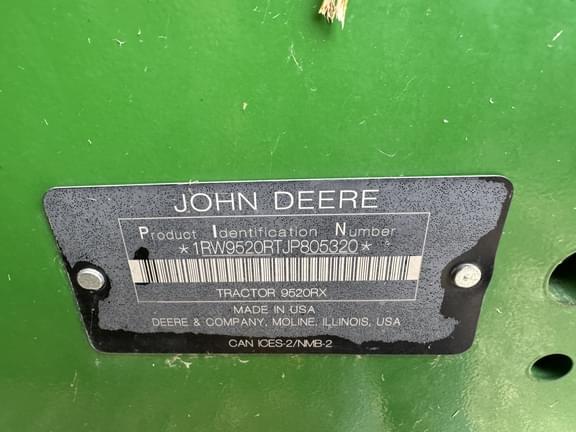 JOHN DEERE
Product Identification Number
*1RW9520RTJP805320*
TRACTOR 9520RX
MADE IN USA
DEERE & COMPANY, MOLINE, ILLINOIS, USA
CAN ICES-2/NMB-2